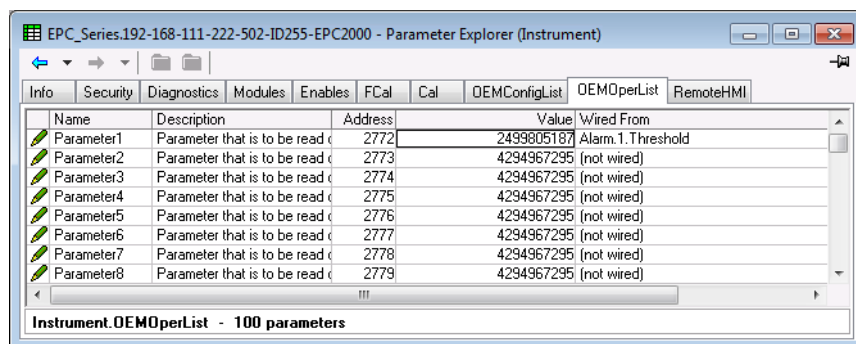 EPC_Series.192-168-111-222-502-ID255-EPC2000 - Parameter Explorer (Instrument)
Info Security Diagnostics Modules Enables FCal Cal OEMConfigList OEMOperList RemoteHMI
Name Description Address Value Wired From
Parameter1 Parameter that is to be read 2772 2499805187 Alarm.1.Threshold
Parameter2 Parameter that is to be read 2773 4294967295 (not wired)
Parameter3 Parameter that is to be read 2774 4294967295 (not wired)
Parameter4 Parameter that is to be read 2775 4294967295 (not wired)
Parameter5 Parameter that is to be read 2776 4294967295 (not wired)
Parameter6 Parameter that is to be read 2777 4294967295 (not wired)
Parameter7 Parameter that is to be read 2778 4294967295 (not wired)
Parameter8 Parameter that is to be read 2779 4294967295 (not wired)
Instrument.OEMOperList - 100 parameters